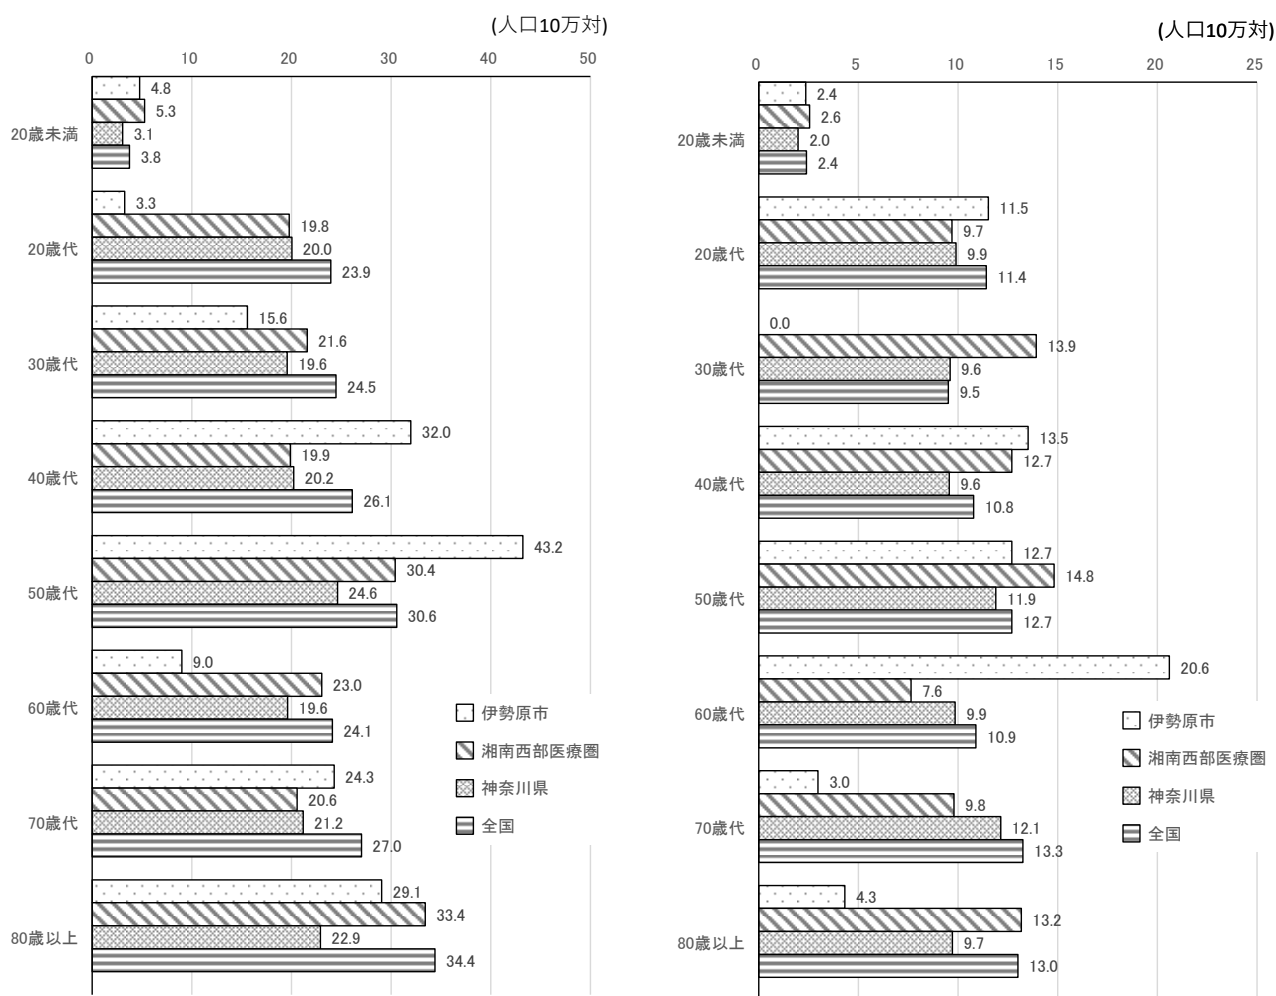 (人口10万対)
0 10 20 30 40 50
4.8
5.3
20歳未満
3.1
3.8
3.3
19.8
20歳代
20.0
23.9
15.6
21.6
30歳代
19.6
24.5
32.0
19.9
40歳代
20.2
26.1
43.2
30.4
50歳代
24.6
30.6
9.0
23.0
60歳代
19.6
24.1
24.3
20.6
70歳代
21.2
27.0
29.1
33.4
80歳以上
22.9
34.4
伊勢原市
湘南西部医療圏
神奈川県
全国
(人口10万対)
0 5 10 15 20 25
2.4
2.6
20歳未満
2.0
2.4
11.5
9.7
20歳代
9.9
11.4
0.0
13.9
30歳代
9.6
9.5
13.5
12.7
40歳代
9.6
10.8
12.7
14.8
50歳代
11.9
12.7
20.6
7.6
60歳代
9.9
10.9
3.0
9.8
70歳代
12.1
13.3
4.3
13.2
80歳以上
9.7
13.0
伊勢原市
湘南西部医療圏
神奈川県
全国